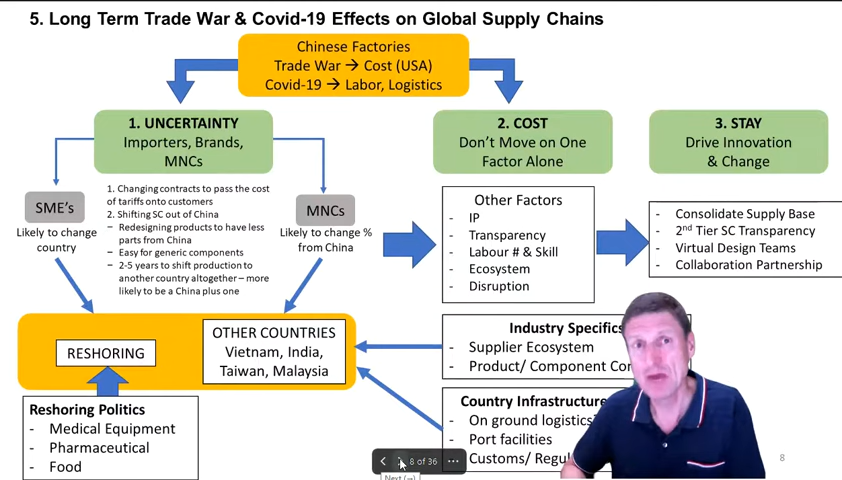 5. Long Term Trade War & Covid-19 Effects on Global Supply Chains
Chinese Factories
Trade War → Cost (USA)
Covid-19 → Labor, Logistics
1. UNCERTAINTY
Importers, Brands,
MNCs
2. COST
Don't Move on One
Factor Alone
3. STAY
Drive Innovation
& Change
SME's
Likely to change
country
1. Changing contracts to pass the cost
of tariffs onto customers
2. Shifting SC out of China
– Redesigning products to have less
parts from China
– Easy for generic components
– 2-5 years to shift production to
another country altogether – more
likely to be a China plus one
MNCs
Likely to change %
from China
Other Factors
- IP
- Transparency
- Labour # & Skill
- Ecosystem
- Disruption
- Consolidate Supply Base
- 2nd Tier SC Transparency
- Virtual Design Teams
- Collaboration Partnership
RESHORING
OTHER COUNTRIES
Vietnam, India,
Taiwan, Malaysia
Industry Specifics
- Supplier Ecosystem
- Product/ Component
Reshoring Politics
- Medical Equipment
- Pharmaceutical
- Food
Country Infrastructure
- On ground logistics
- Port facilities
- Customs/
8 of 36
Next (→)
8